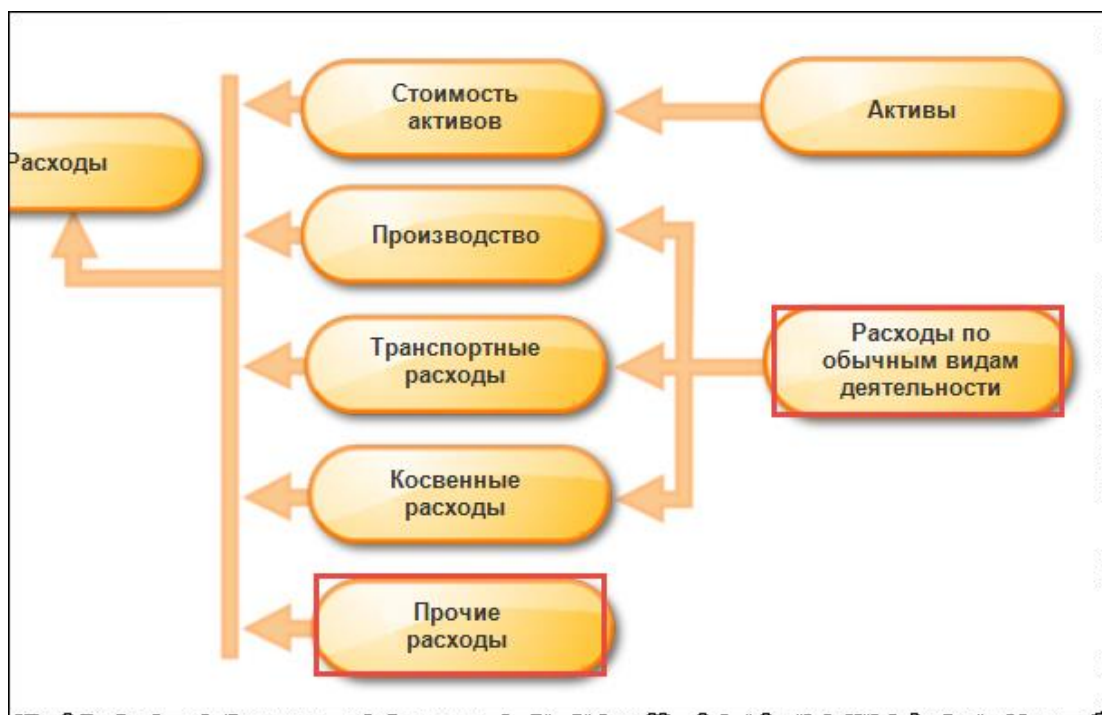 Стоимость
активов
Активы
Расходы
Производство
Транспортные
расходы
Расходы по
обычным видам
деятельности
Косвенные
расходы
Прочие
расходы